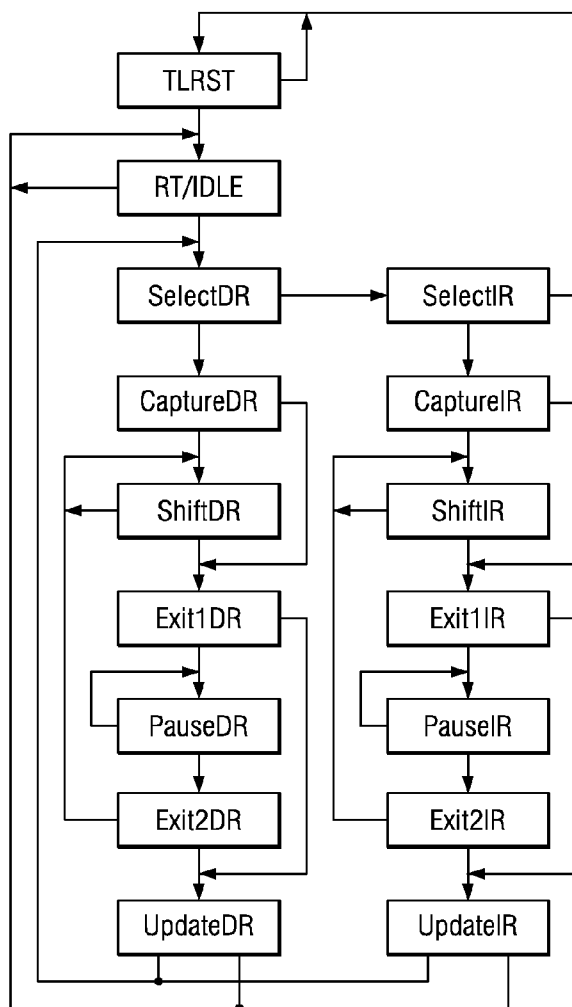 TLRST
RT/IDLE
SelectDR
SelectIR
CaptureDR
CaptureIR
ShiftDR
ShiftIR
Exit1DR
Exit1IR
PauseDR
PauseIR
Exit2DR
Exit2IR
UpdateDR
UpdateIR